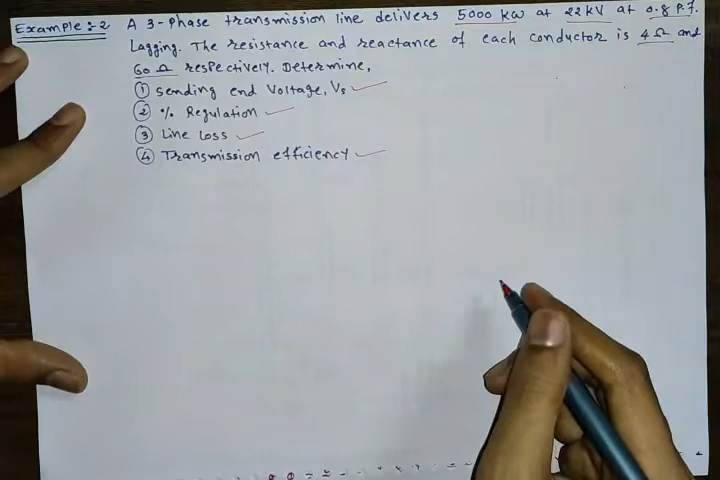 Example:-2 A 3-phase transmission line delivers 5000 kW at 22 kV at 0.8 P.f.
Lagging. The resistance and reactance of each conductor is 4 Ω and
60 Ω respectively. Determine,
① Sending end Voltage, Vs
② % Regulation
③ Line Loss
④ Transmission efficiency